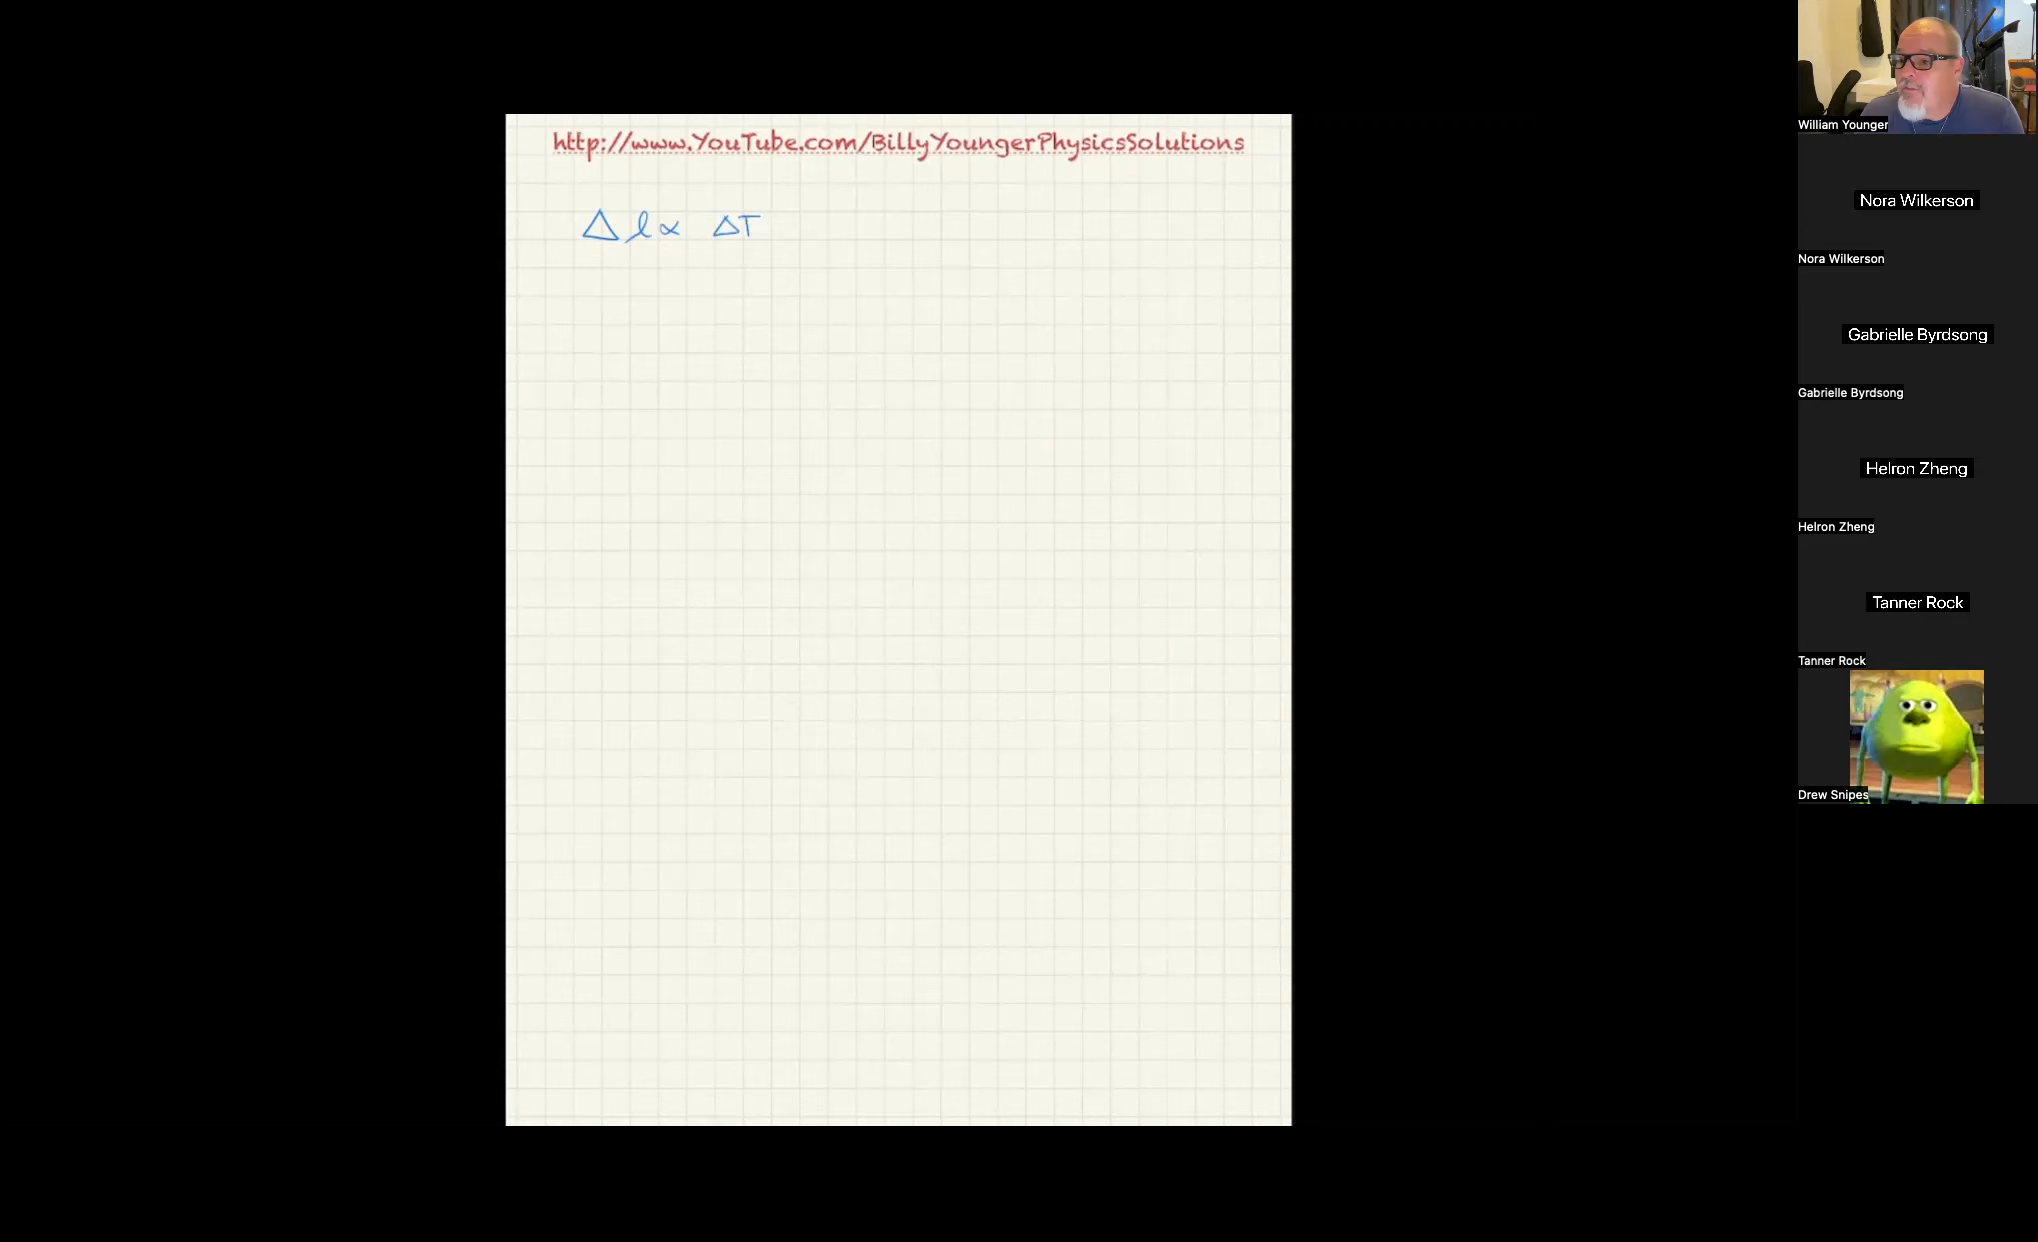 http://www.YouTube.com/BillyYoungerPhysicsSolutions
Δl ∝ ΔT
William Younger
Nora Wilkerson
Nora Wilkerson
Gabrielle Byrdsong
Gabrielle Byrdsong
Helron Zheng
Helron Zheng
Tanner Rock
Tanner Rock
Drew Snipes